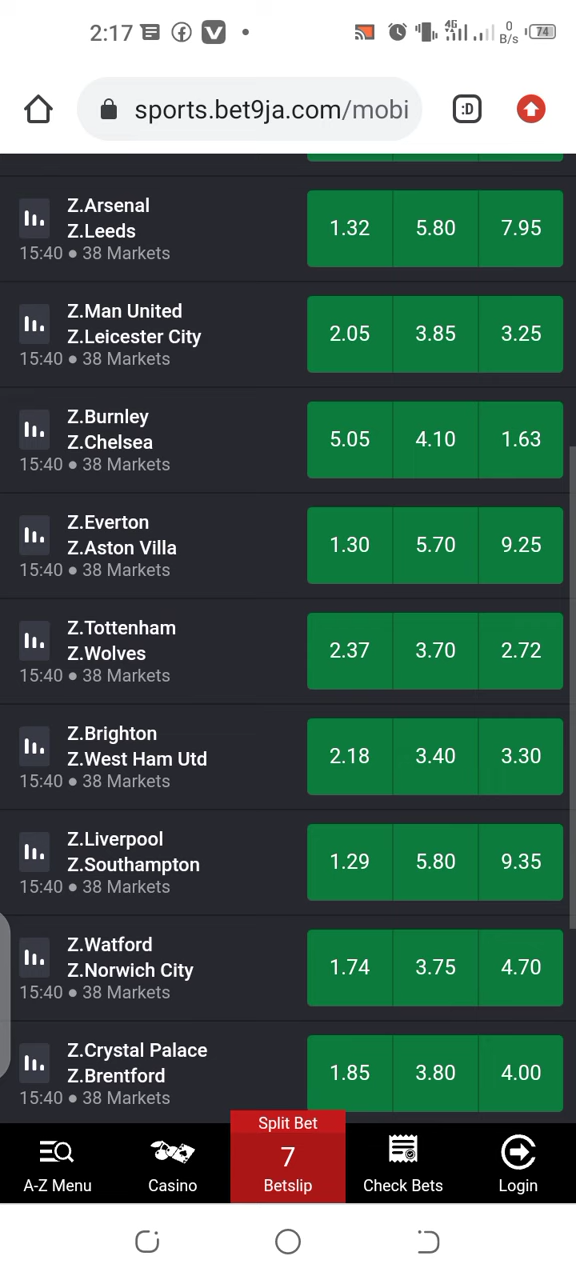 2:17
4G
0
B/s
74
sports.bet9ja.com/mobi
:D
Z.Arsenal
Z.Leeds
15:40 ● 38 Markets
1.32 5.80 7.95
Z.Man United
Z.Leicester City
15:40 ● 38 Markets
2.05 3.85 3.25
Z.Burnley
Z.Chelsea
15:40 ● 38 Markets
5.05 4.10 1.63
Z.Everton
Z.Aston Villa
15:40 ● 38 Markets
1.30 5.70 9.25
Z.Tottenham
Z.Wolves
15:40 ● 38 Markets
2.37 3.70 2.72
Z.Brighton
Z.West Ham Utd
15:40 ● 38 Markets
2.18 3.40 3.30
Z.Liverpool
Z.Southampton
15:40 ● 38 Markets
1.29 5.80 9.35
Z.Watford
Z.Norwich City
15:40 ● 38 Markets
1.74 3.75 4.70
Z.Crystal Palace
Z.Brentford
15:40 ● 38 Markets
1.85 3.80 4.00
Split Bet
7
A-Z Menu Casino Betslip Check Bets Login